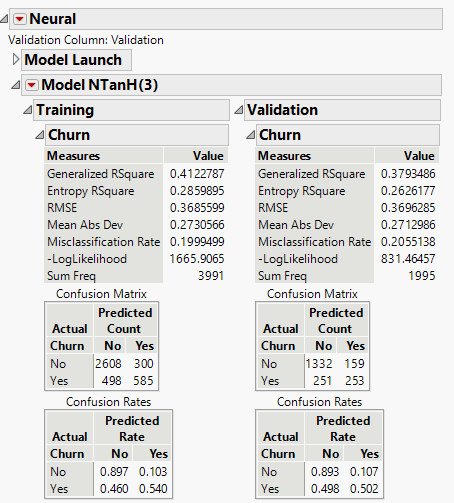 Neural
Validation Column: Validation
Model Launch
Model NTanH(3)
Training
Churn
Measures Value
Generalized RSquare 0.4122787
Entropy RSquare 0.2859895
RMSE 0.3685599
Mean Abs Dev 0.2730566
Misclassification Rate 0.1999499
-LogLikelihood 1665.9065
Sum Freq 3991
Confusion Matrix
Predicted
Actual Count
Churn No Yes
No 2608 300
Yes 498 585
Confusion Rates
Predicted
Actual Rate
Churn No Yes
No 0.897 0.103
Yes 0.460 0.540
Validation
Churn
Measures Value
Generalized RSquare 0.3793486
Entropy RSquare 0.2626177
RMSE 0.3696285
Mean Abs Dev 0.2712986
Misclassification Rate 0.2055138
-LogLikelihood 831.46457
Sum Freq 1995
Confusion Matrix
Predicted
Actual Count
Churn No Yes
No 1332 159
Yes 251 253
Confusion Rates
Predicted
Actual Rate
Churn No Yes
No 0.893 0.107
Yes 0.498 0.502